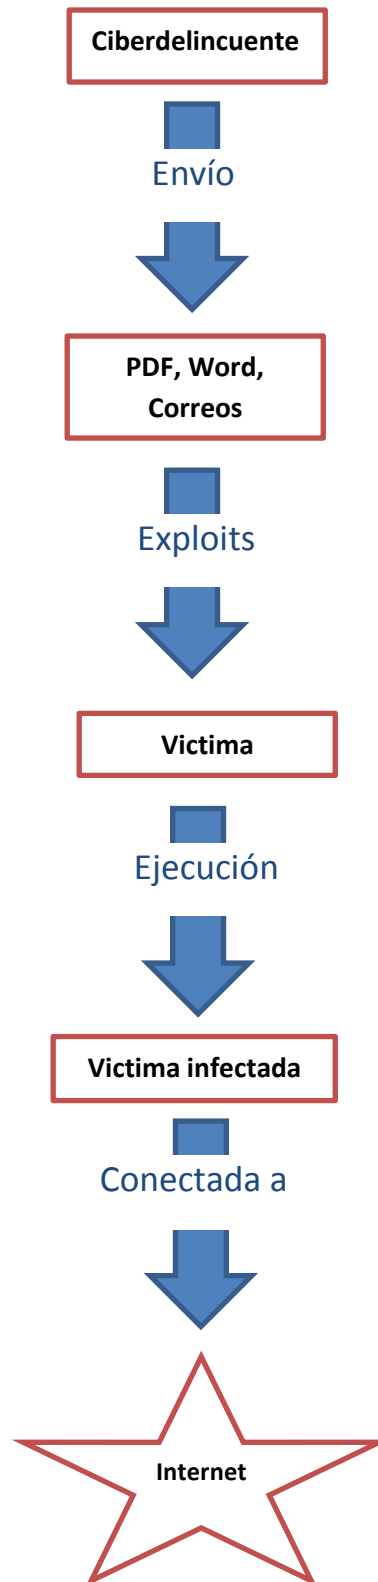 Ciberdelincuente
Envío
PDF, Word,
Correos
Exploits
Victima
Ejecución
Victima infectada
Conectada a
Internet